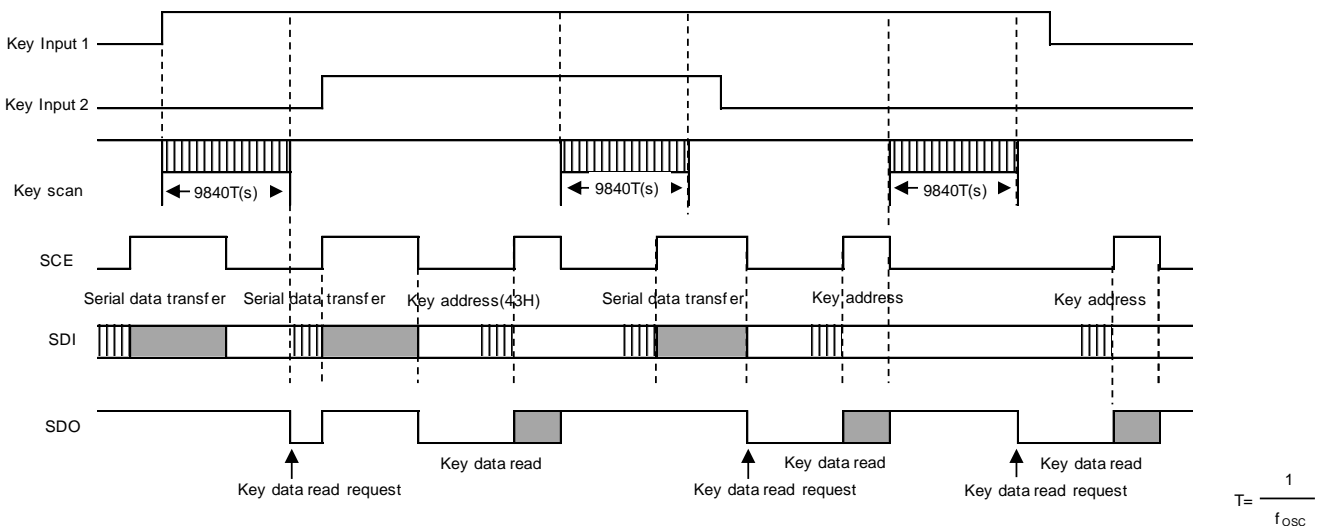 Key Input 1
Key Input 2
Key scan
9840T(s)
9840T(s)
9840T(s)
SCE
Serial data transfer
Serial data transfer
Key address(43H)
Serial data transfer
Key address
Key address
SDI
SDO
Key data read
Key data read
Key data read
Key data read request
Key data read request
Key data read request
T= 1
fOSC